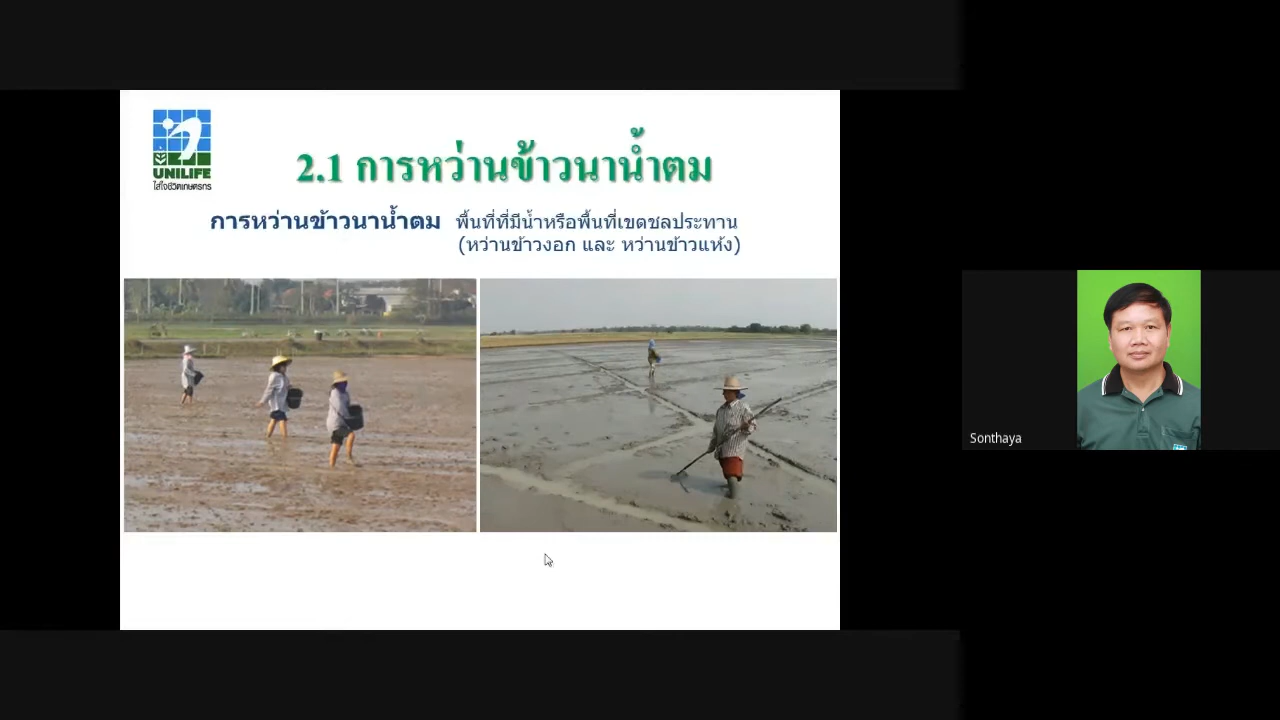 UNILIFE
ใส่ใจชีวิตเกษตรกร
2.1 การหว่านข้าวนาน้ำตม
การหว่านข้าวนาน้ำตม พื้นที่ที่มีน้ำหรือพื้นที่เขตชลประทาน
(หว่านข้าวงอก และ หว่านข้าวแห้ง)
Sonthaya